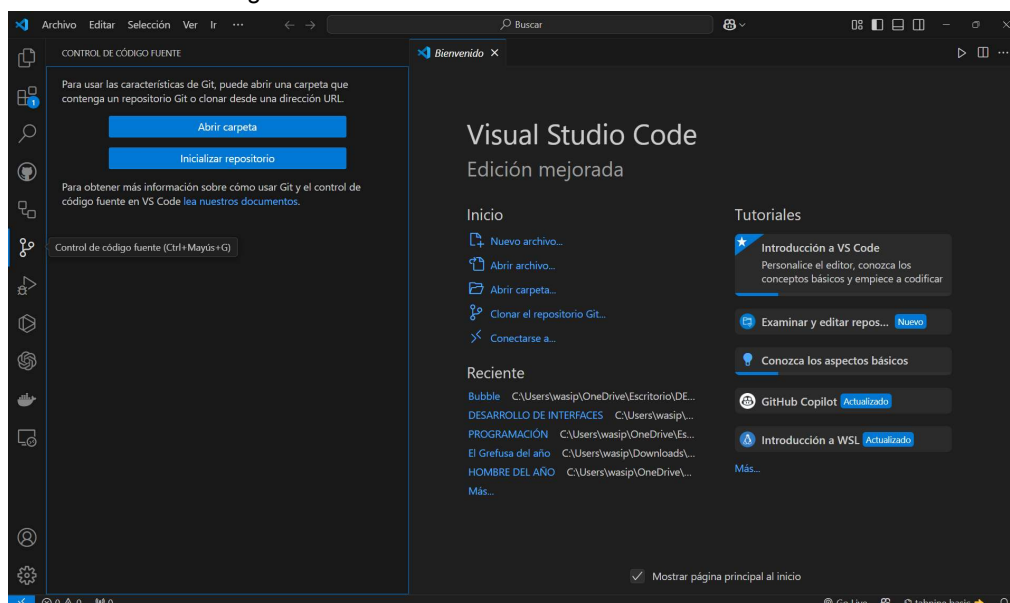 Archivo Editar Selección Ver Ir ···
Buscar
CONTROL DE CÓDIGO FUENTE
Para usar las características de Git, puede abrir una carpeta que
contenga un repositorio Git o clonar desde una dirección URL.
Abrir carpeta
Inicializar repositorio
Para obtener más información sobre cómo usar Git y el control de
código fuente en VS Code lea nuestros documentos.
1
Control de código fuente (Ctrl+Mayús+G)
Bienvenido
Visual Studio Code
Edición mejorada
Inicio
Nuevo archivo...
Abrir archivo...
Abrir carpeta...
Clonar el repositorio Git...
Conectarse a...
Reciente
Bubble C:\Users\wasip\OneDrive\Escritorio\DE...
DESARROLLO DE INTERFACES C:\Users\wasip\...
PROGRAMACIÓN C:\Users\wasip\OneDrive\Es...
El Grefusa del año C:\Users\wasip\Downloads\...
HOMBRE DEL AÑO C:\Users\wasip\OneDrive\...
Más...
Tutoriales
Introducción a VS Code
Personalice el editor, conozca los
conceptos básicos y empiece a codificar
Examinar y editar repos... Nuevo
Conozca los aspectos básicos
GitHub Copilot Actualizado
Introducción a WSL Actualizado
Más...
Mostrar página principal al inicio
0 0 0
Go Live tabnine basic